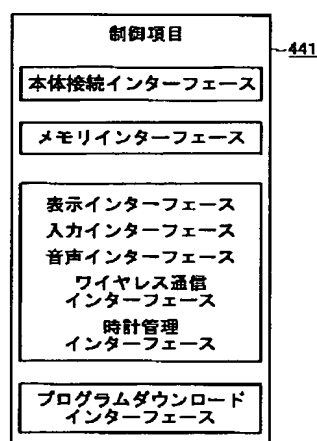 制御項目
441
本体接続インターフェース
メモリインターフェース
表示インターフェース
入力インターフェース
音声インターフェース
ワイヤレス通信
インターフェース
時計管理
インターフェース
プログラムダウンロード
インターフェース